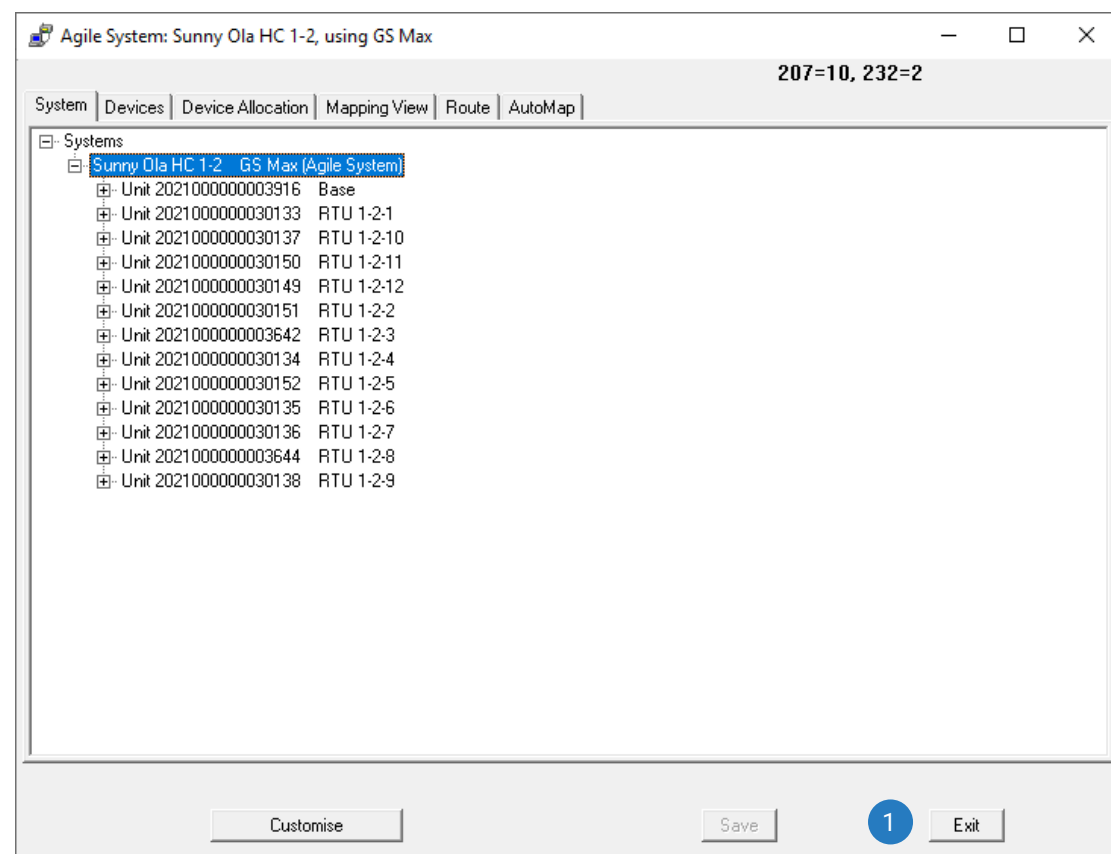 Agile System: Sunny Ola HC 1-2, using GS Max
207=10, 232=2
System Devices Device Allocation Mapping View Route AutoMap
Systems
Sunny Ola HC 1-2 GS Max (Agile System)
Unit 2021000000003916 Base
Unit 2021000000030133 RTU 1-2-1
Unit 2021000000030137 RTU 1-2-10
Unit 2021000000030150 RTU 1-2-11
Unit 2021000000030149 RTU 1-2-12
Unit 2021000000030151 RTU 1-2-2
Unit 2021000000003642 RTU 1-2-3
Unit 2021000000030134 RTU 1-2-4
Unit 2021000000030152 RTU 1-2-5
Unit 2021000000030135 RTU 1-2-6
Unit 2021000000030136 RTU 1-2-7
Unit 2021000000003644 RTU 1-2-8
Unit 2021000000030138 RTU 1-2-9
Customise Save 1 Exit